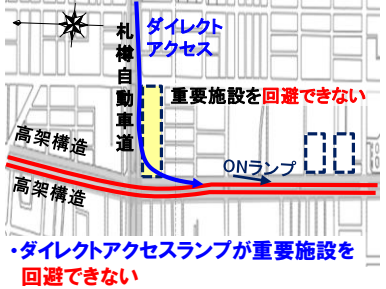 ダイレクト
アクセス
札樽自動車道
重要施設を回避できない
高架構造
高架構造
ONランプ
・ダイレクトアクセスランプが重要施設を
回避できない